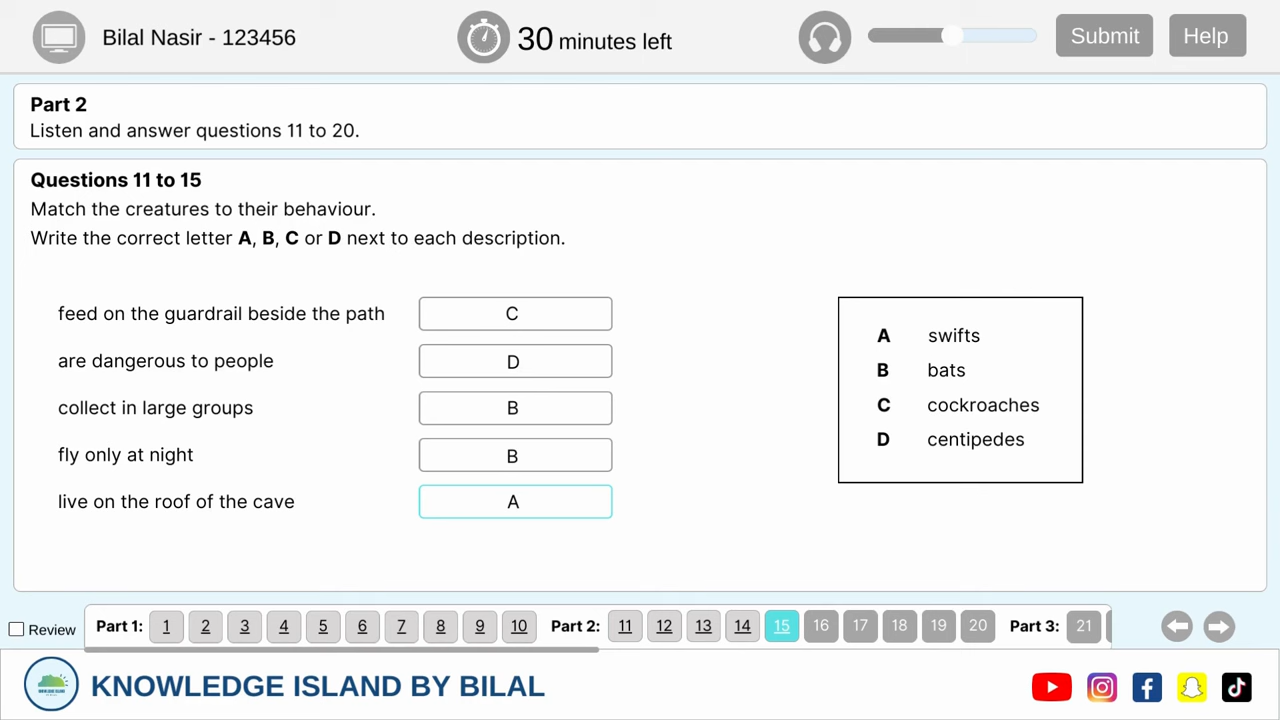 Bilal Nasir - 123456
30 minutes left
Submit
Help
Part 2
Listen and answer questions 11 to 20.
Questions 11 to 15
Match the creatures to their behaviour.
Write the correct letter A, B, C or D next to each description.
feed on the guardrail beside the path C
are dangerous to people D
collect in large groups B
fly only at night B
live on the roof of the cave A
A swifts
B bats
C cockroaches
D centipedes
Review
Part 1: 1 2 3 4 5 6 7 8 9 10 Part 2: 11 12 13 14 15 16 17 18 19 20 Part 3: 21
KNOWLEDGE ISLAND BY BILAL